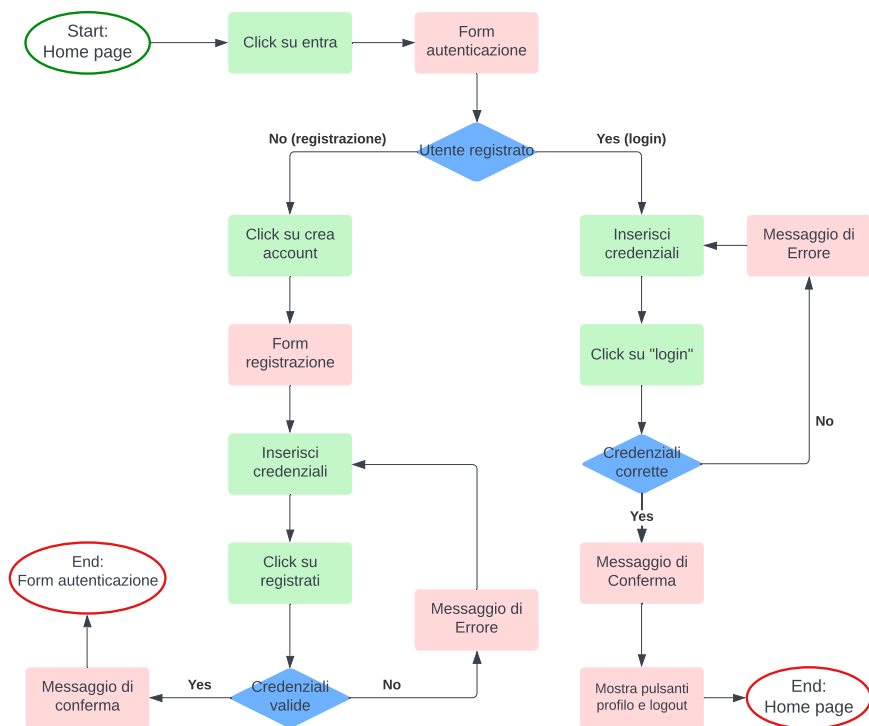 Start:
Home page
Click su entra
Form
autenticazione
No (registrazione)
Utente registrato
Yes (login)
Click su crea
account
Inserisci
credenziali
Messaggio di
Errore
Form
registrazione
Click su "login"
No
Inserisci
credenziali
Credenziali
corrette
Yes
End:
Form autenticazione
Click su
registrati
Messaggio di
Conferma
Messaggio di
Errore
Messaggio di
conferma
Yes
Credenziali
valide
No
Mostra pulsanti
profilo e logout
End:
Home page